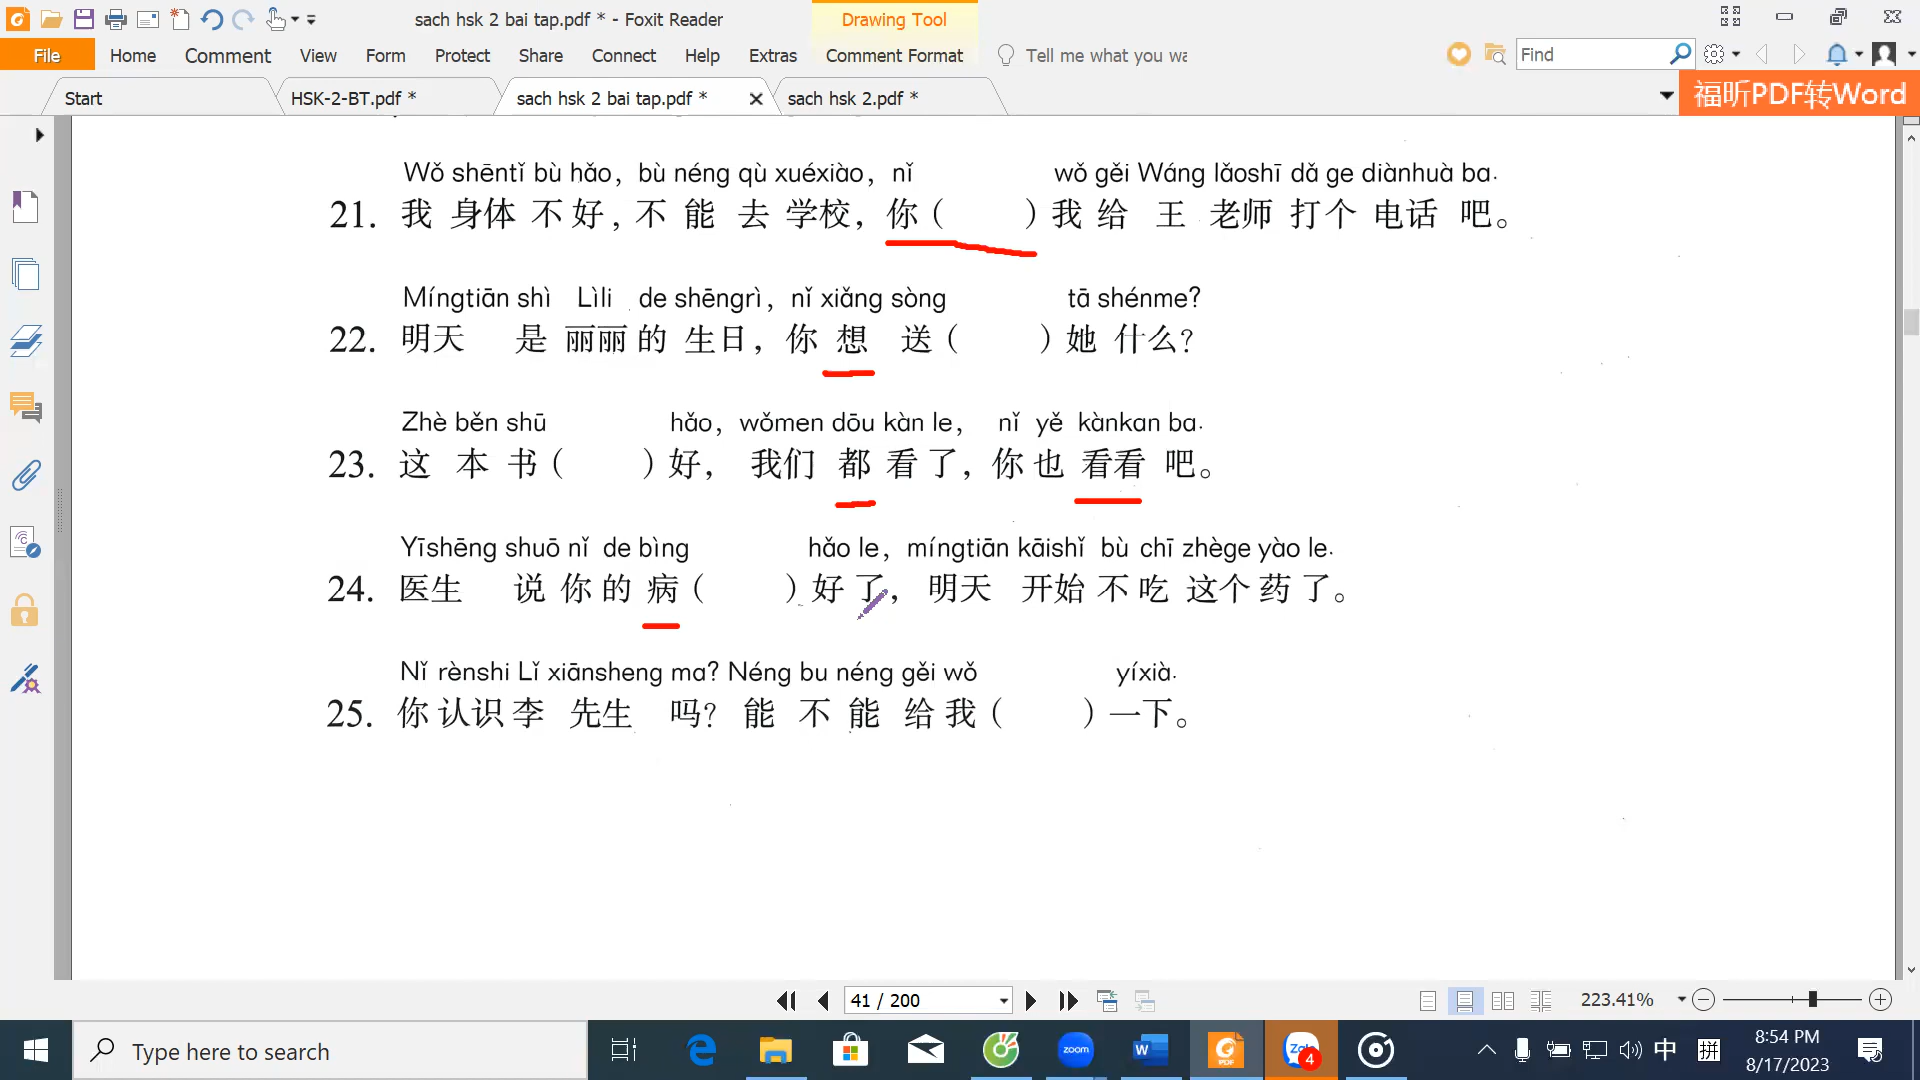 sach hsk 2 bai tap.pdf * - Foxit Reader
Drawing Tool
File Home Comment View Form Protect Share Connect Help Extras Comment Format Tell me what you wa Find
Start HSK-2-BT.pdf * sach hsk 2 bai tap.pdf * sach hsk 2.pdf * 福昕PDF转Word
Wǒ shēntǐ bù hǎo, bù néng qù xuéxiào, nǐ wǒ gěi Wáng lǎoshī dǎ ge diànhuà ba.
21. 我 身体 不 好, 不 能 去 学校, 你 ( ) 我 给 王 老师 打个 电话 吧。
Míngtiān shì Lìli de shēngrì, nǐ xiǎng sòng tā shénme?
22. 明天 是 丽丽 的 生日, 你 想 送 ( ) 她 什么?
Zhè běn shū hǎo, wǒmen dōu kàn le, nǐ yě kànkan ba.
23. 这 本 书 ( ) 好, 我们 都 看 了, 你 也 看看 吧。
Yīshēng shuō nǐ de bìng hǎo le, míngtiān kāishǐ bù chī zhège yào le.
24. 医生 说 你 的 病 ( ) 好 了, 明天 开始 不 吃 这个 药 了。
Nǐ rènshi Lǐ xiānsheng ma? Néng bu néng gěi wǒ yíxià.
25. 你 认识 李 先生 吗? 能 不 能 给 我 ( ) 一下。
41 / 200 223.41%
Type here to search zoom W PDF Zalo 4 中 拼 8:54 PM
8/17/2023